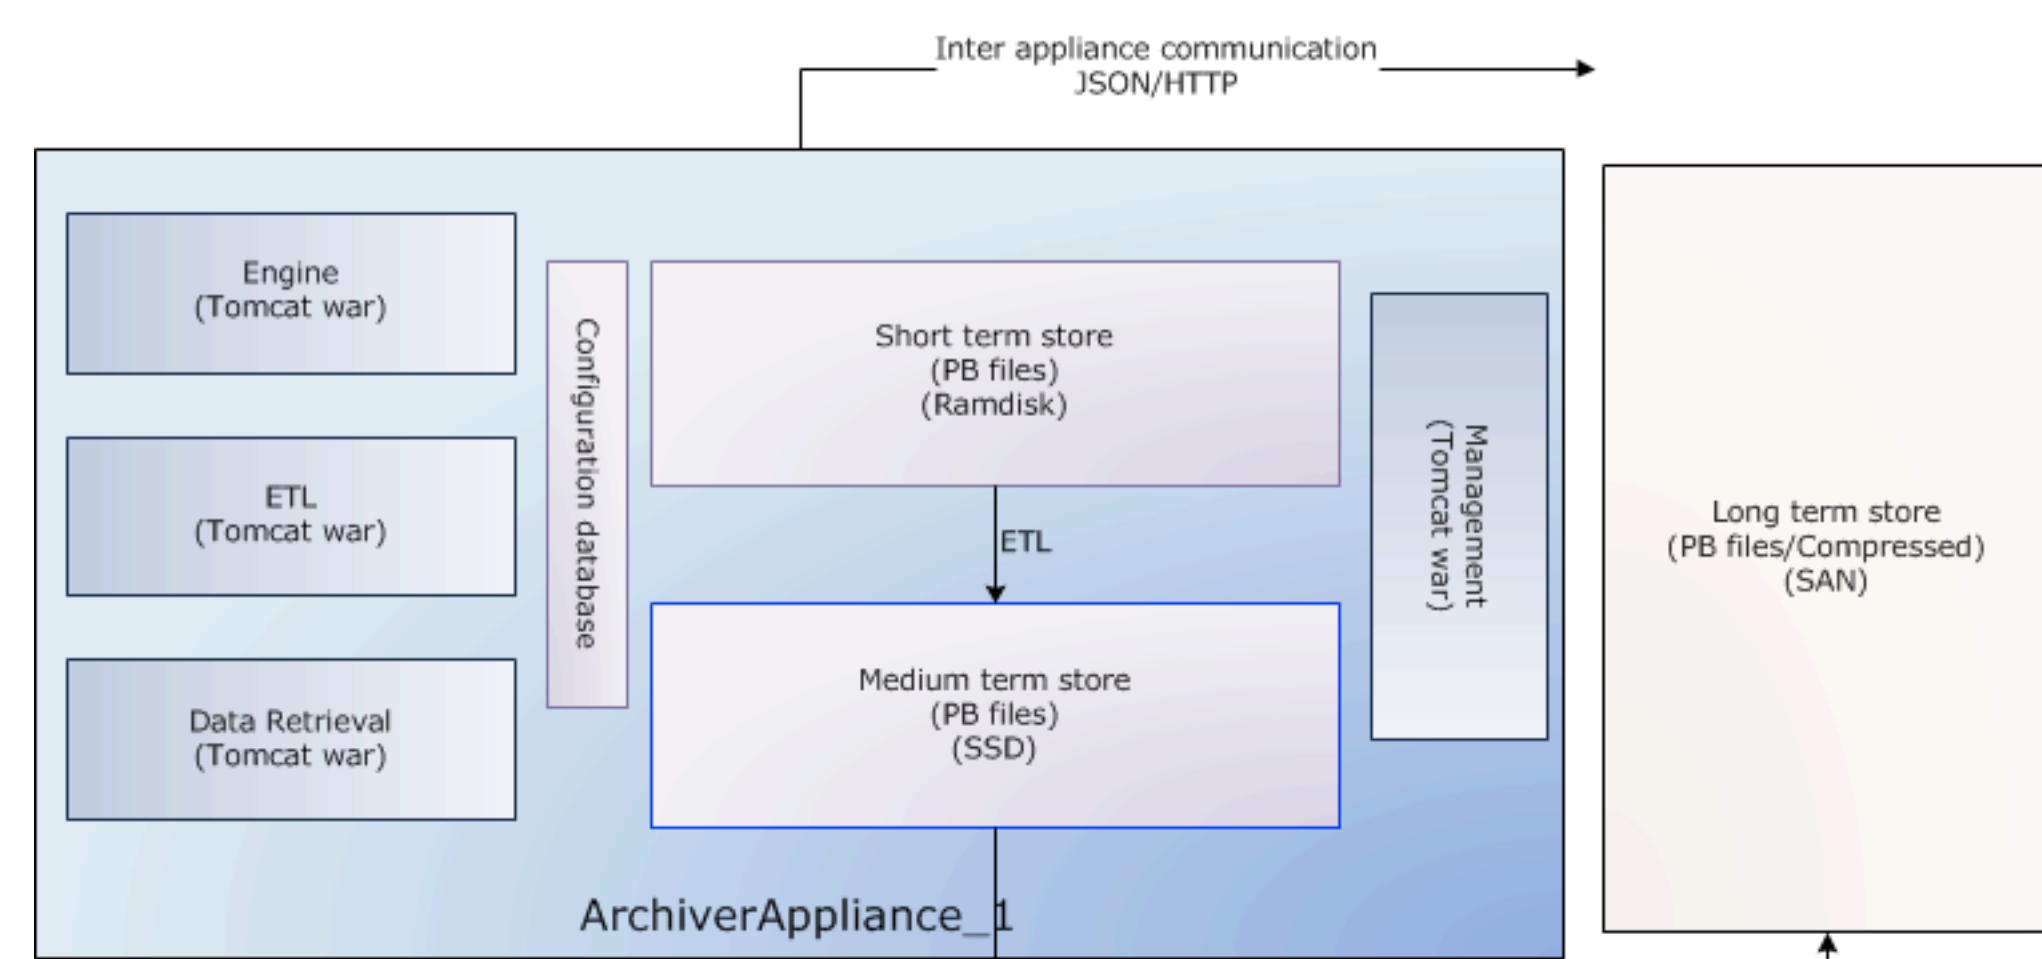 Inter appliance communication
JSON/HTTP
Engine
(Tomcat war)
ETL
(Tomcat war)
Data Retrieval
(Tomcat war)
Configuration database
Short term store
(PB files)
(Ramdisk)
ETL
Medium term store
(PB files)
(SSD)
Management
(Tomcat war)
ArchiverAppliance_1
Long term store
(PB files/Compressed)
(SAN)